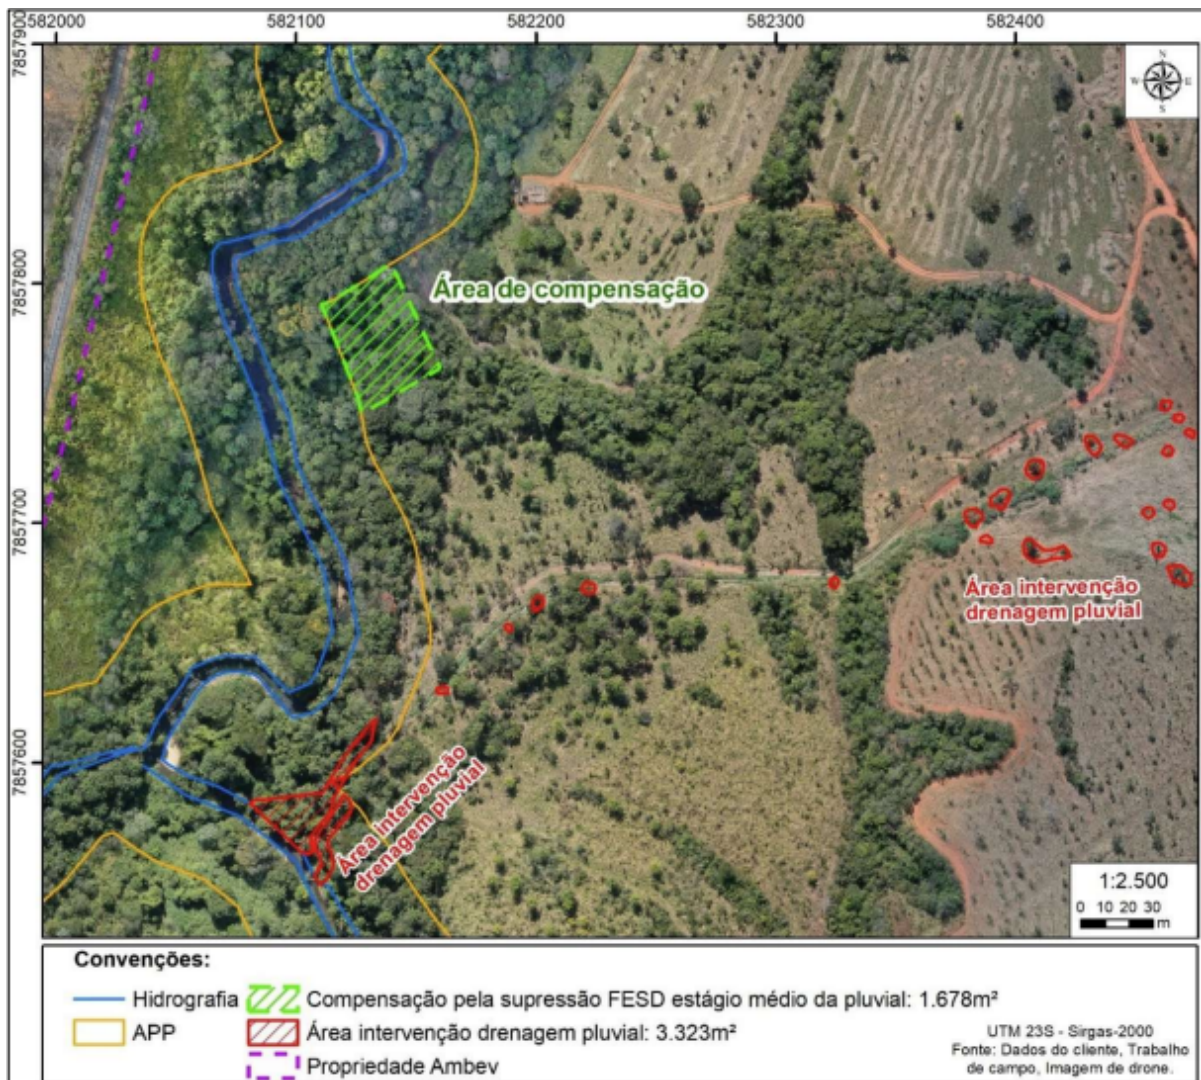 582000 582100 582200 582300 582400
7857900
N
W E
S
7857800
Área de compensação
7857700
Área intervenção
drenagem pluvial
7857600
Área intervenção
drenagem pluvial
1:2.500
0 10 20 30
m
Convenções:
Hidrografia
Compensação pela supressão FESD estágio médio da pluvial: 1.678m²
APP
Área intervenção drenagem pluvial: 3.323m²
Propriedade Ambev
UTM 23S - Sirgas-2000
Fonte: Dados do cliente, Trabalho
de campo, Imagem de drone.